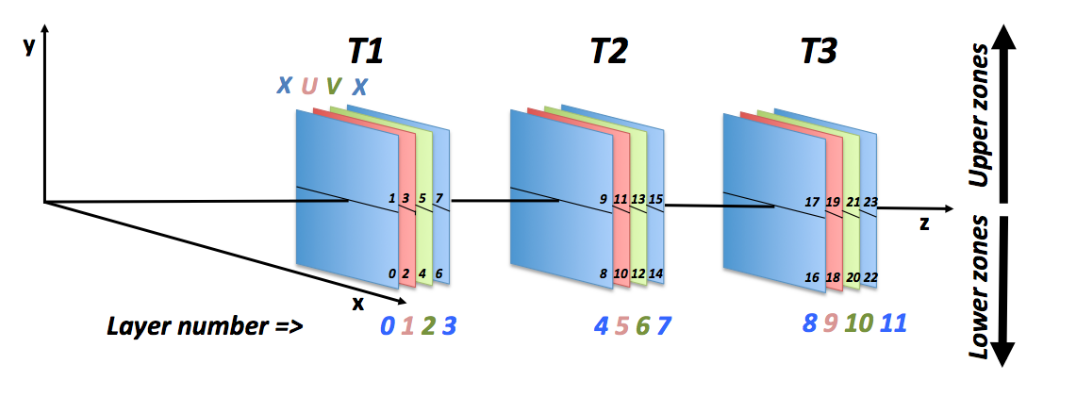 T1 T2 T3
y
X U V X
Upper zones
1 3 5 7 9 11 13 15 17 19 21 23
z
0 2 4 6 8 10 12 14 16 18 20 22
x
Layer number => 0 1 2 3 4 5 6 7 8 9 10 11
Lower zones